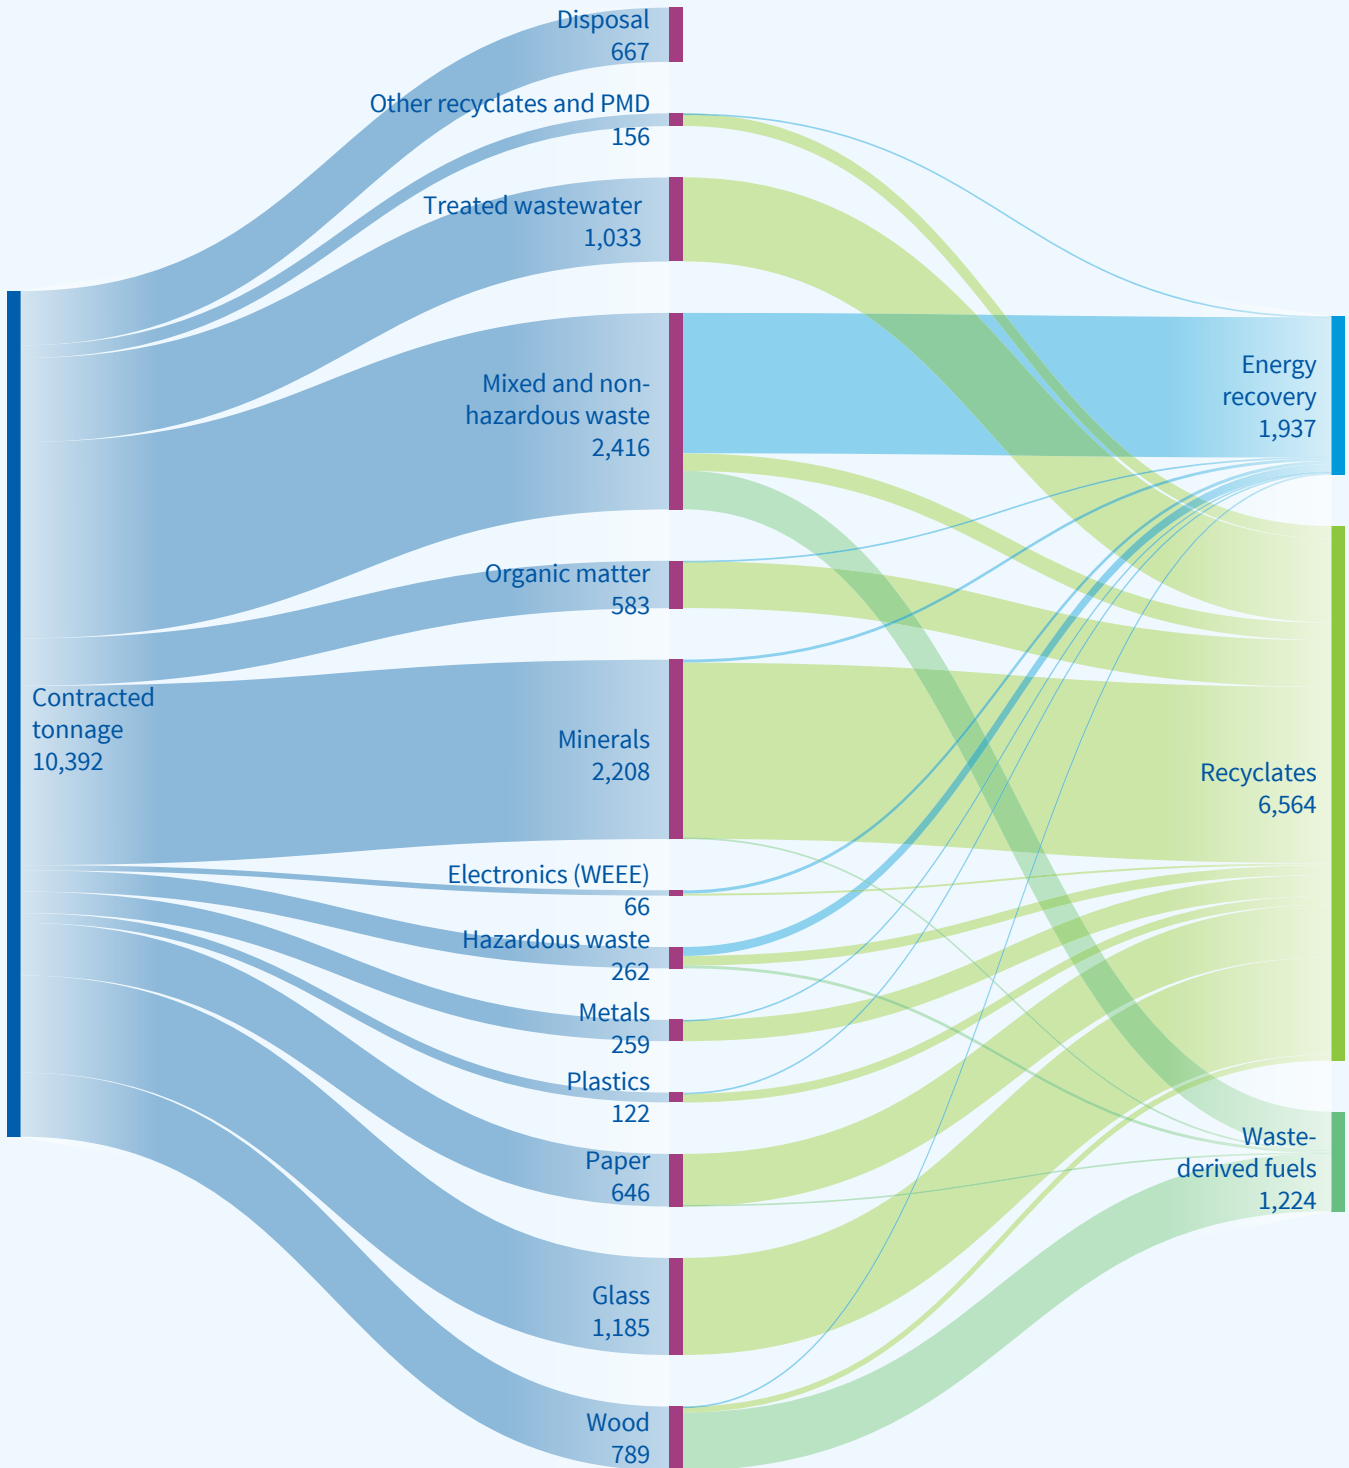 Disposal
667
Other recyclates and PMD
156
Treated wastewater
1,033
Mixed and non-
hazardous waste
2,416
Organic matter
583
Contracted
tonnage
10,392
Minerals
2,208
Electronics (WEEE)
66
Hazardous waste
262
Metals
259
Plastics
122
Paper
646
Glass
1,185
Wood
789
Energy
recovery
1,937
Recyclates
6,564
Waste-
derived fuels
1,224